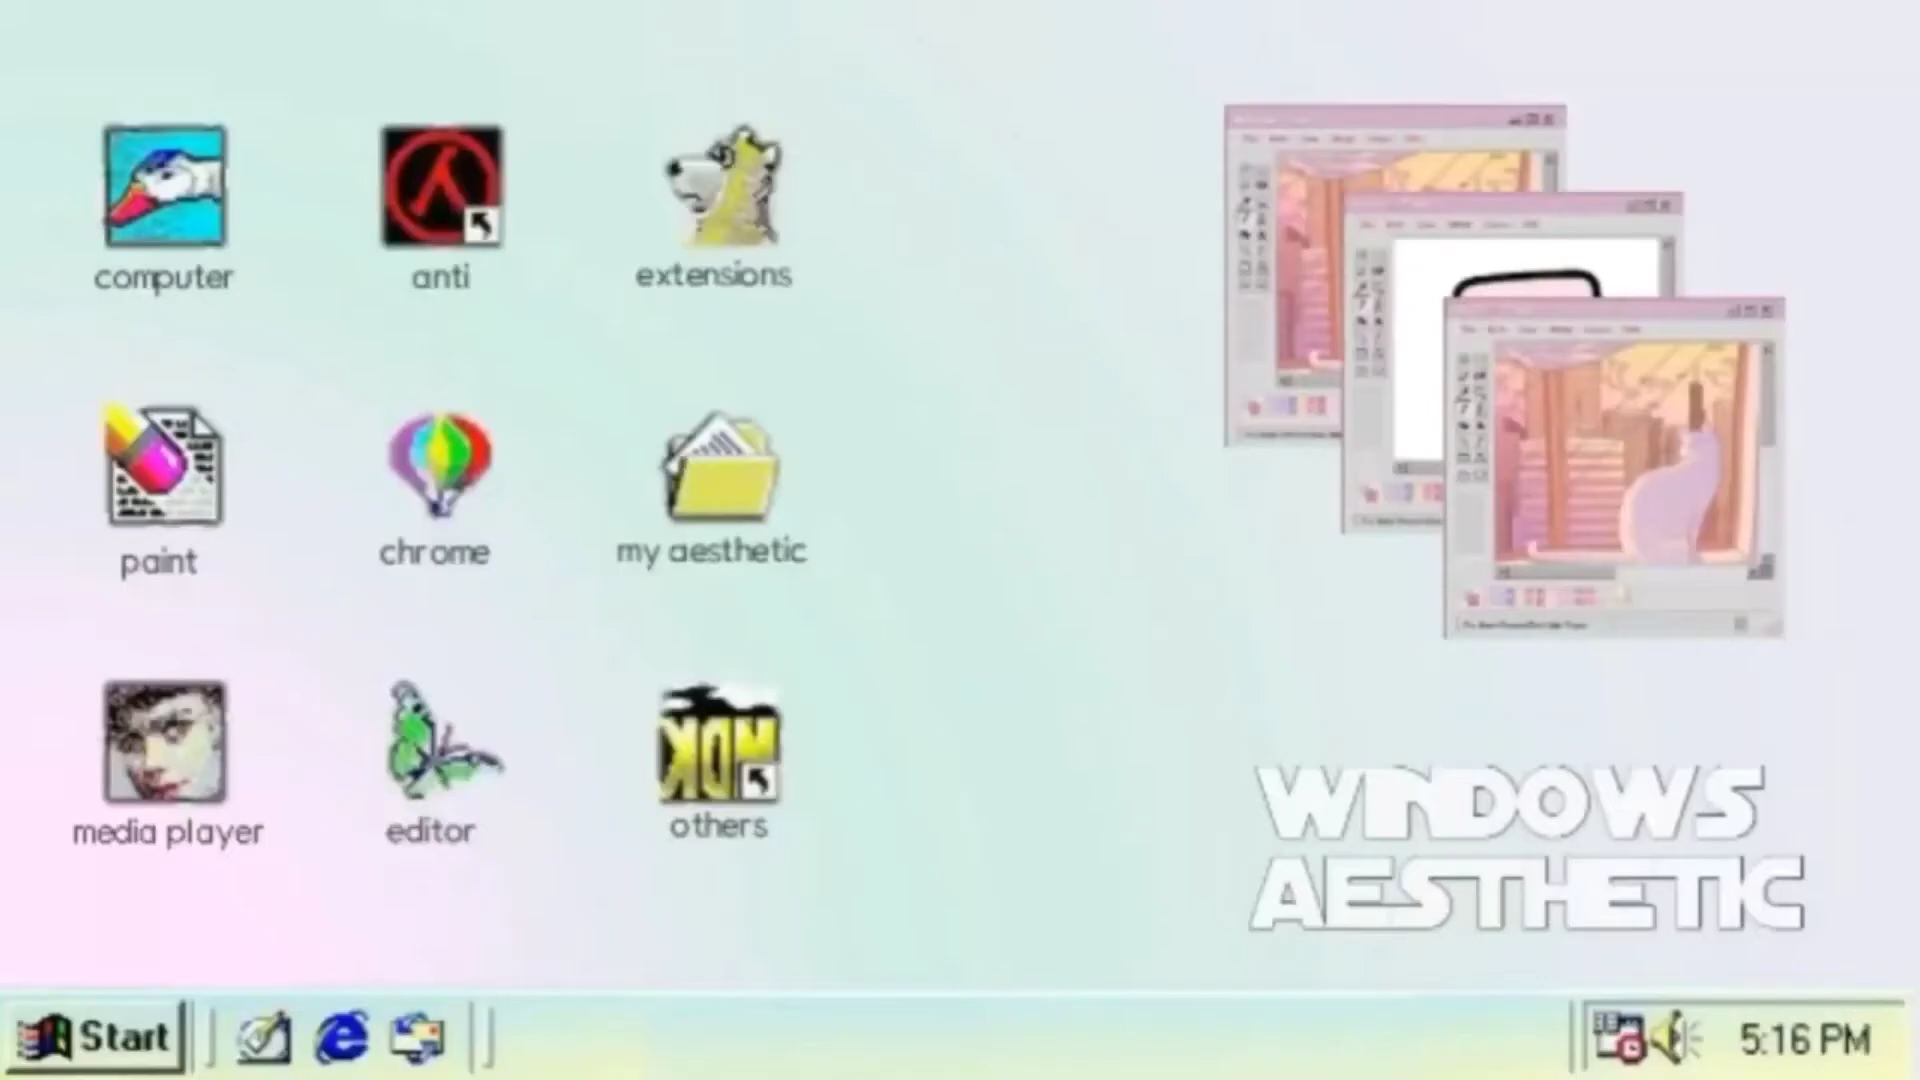 computer
anti
extensions
paint
chrome
my aesthetic
media player
editor
others
WINDOWS
AESTHETIC
Start
5:16 PM